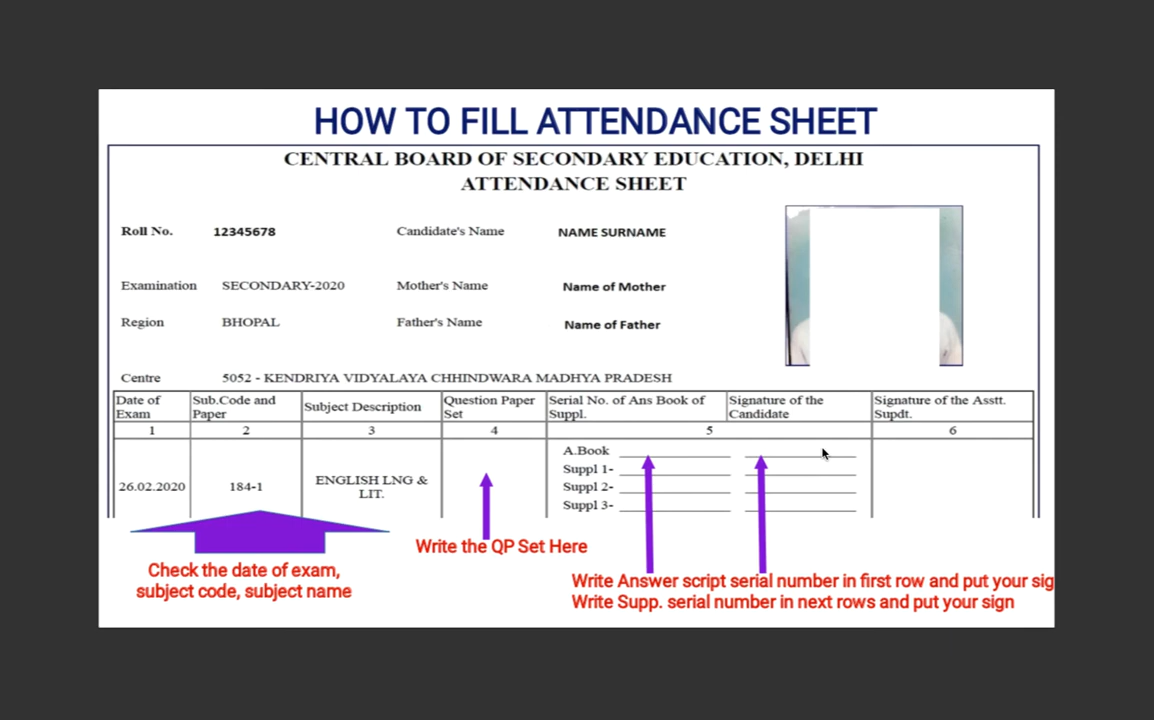 HOW TO FILL ATTENDANCE SHEET
CENTRAL BOARD OF SECONDARY EDUCATION, DELHI
ATTENDANCE SHEET
Roll No. 12345678 Candidate's Name NAME SURNAME
Examination SECONDARY-2020 Mother's Name Name of Mother
Region BHOPAL Father's Name Name of Father
Centre 5052 - KENDRIYA VIDYALAYA CHHINDWARA MADHYA PRADESH
Date of Exam Sub.Code and Paper Subject Description Question Paper Set Serial No. of Ans Book of Suppl. Signature of the Candidate Signature of the Asstt. Supdt.
1 2 3 4 5 6
A.Book
Suppl 1-
26.02.2020 184-1 ENGLISH LNG & LIT. Suppl 2-
Suppl 3-
Write the QP Set Here
Check the date of exam,
subject code, subject name
Write Answer script serial number in first row and put your sig
Write Supp. serial number in next rows and put your sign